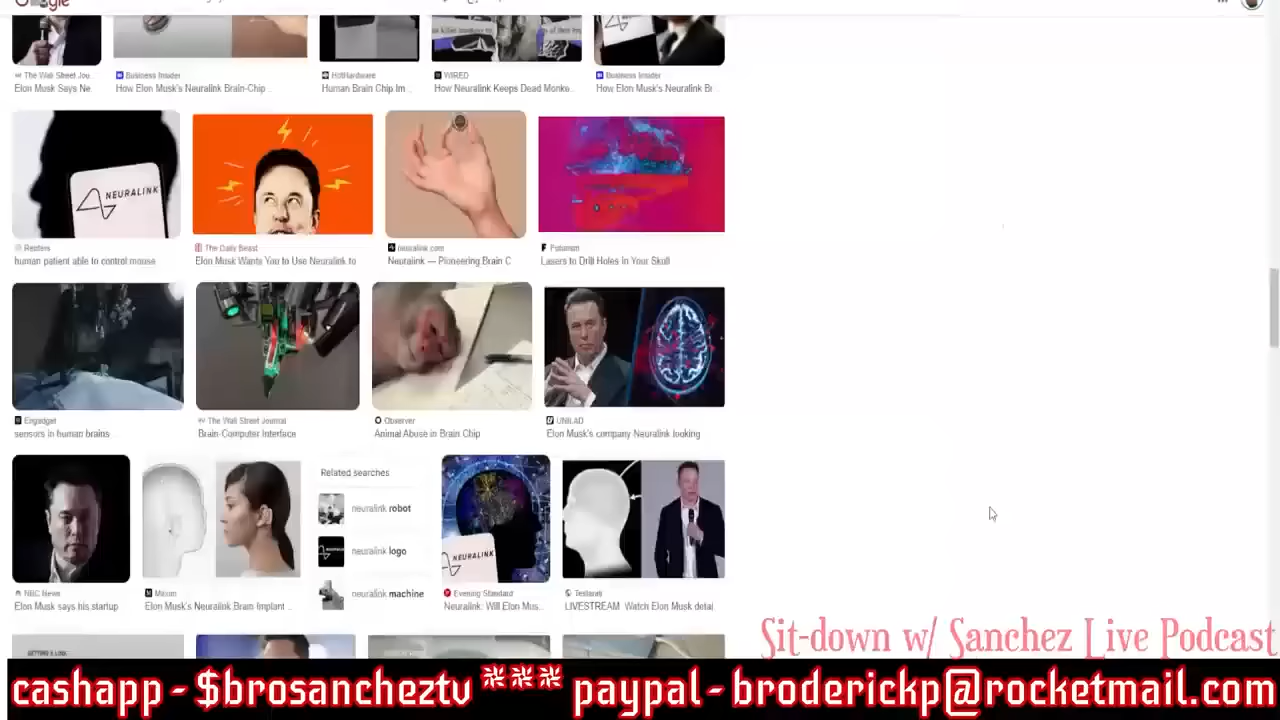 Google
The Wall Street Jou
Elon Musk Says Ne
Business Insider
How Elon Musk's Neuralink Brain-Chip ..
HotHardware
Human Brain Chip Im...
WIRED
How Neuralink Keeps Dead Monke...
Business Insider
How Elon Musk's Neuralink Br...
NEURALINK
Reuters
human patient able to control mouse
The Daily Beast
Elon Musk Wants You to Use Neuralink to
neuralink.com
Neuralink — Pioneering Brain C
Futurism
Lasers to Drill Holes in Your Skull
Engadget
sensors in human brains
The Wall Street Journal
Brain-Computer Interface
Observer
Animal Abuse in Brain Chip
UNILAD
Elon Musk's company Neuralink looking
NBC News
Elon Musk says his startup
Elon Musk's Neuralink Brain Implant ...
Related searches
neuralink robot
neuralink logo
neuralink machine
NEURALINK
Evening Standard
Neuralink: Will Elon Mus...
Teslarati
LIVESTREAM Watch Elon Musk detai
Sit-down w/ Sanchez Live Podcast
cashapp - $brosancheztv *** paypal - broderickp@rocketmail.com